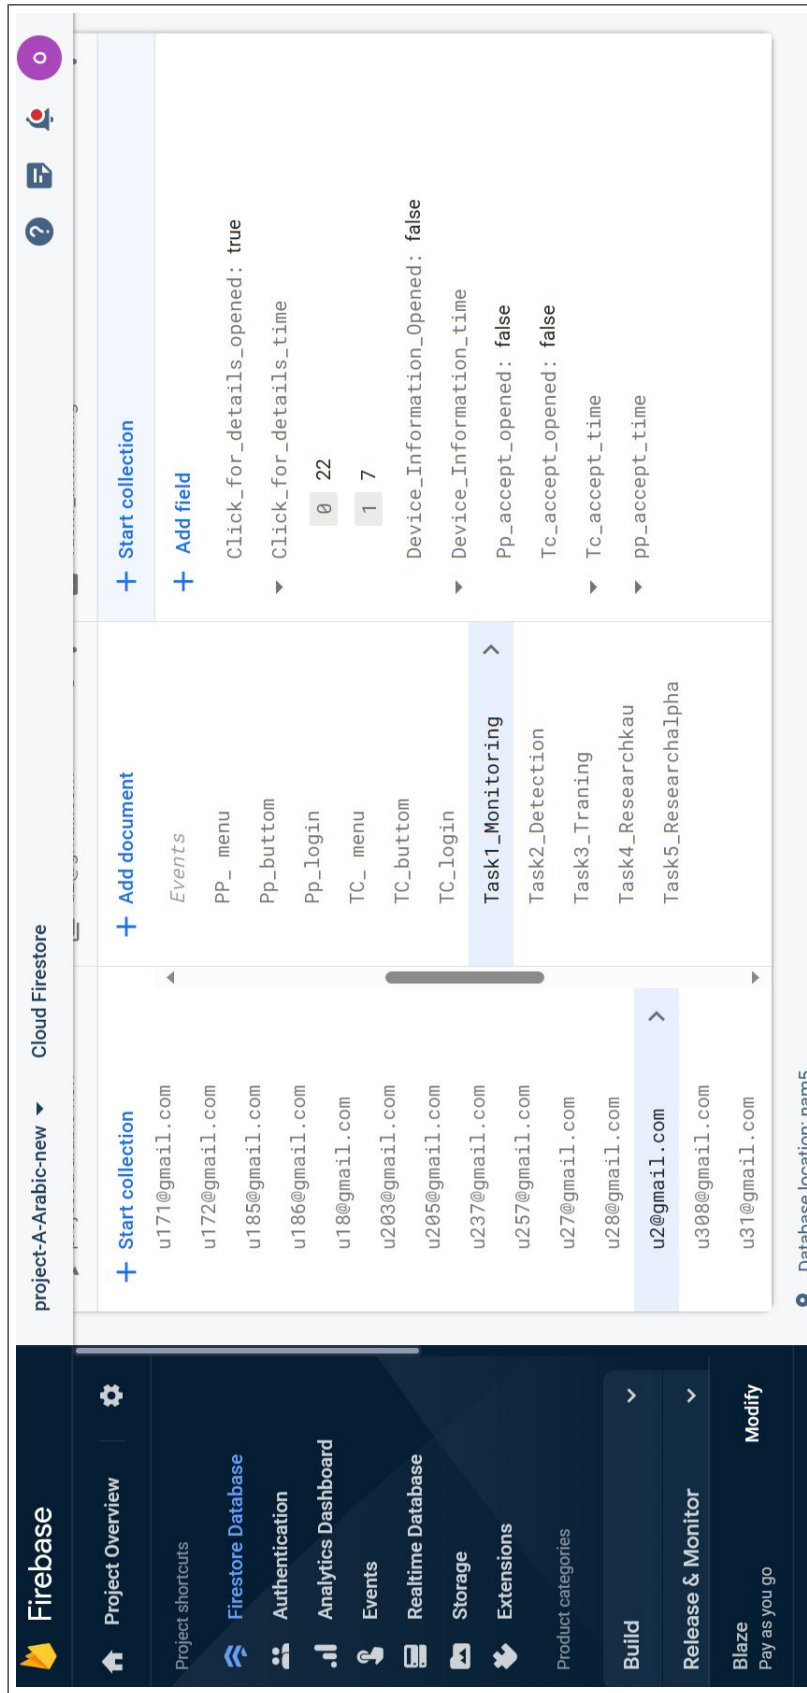 Firebase
Project Overview
Project shortcuts
Firestore Database
Authentication
Analytics Dashboard
Events
Realtime Database
Storage
Extensions
Product categories
Build
Release & Monitor
Blaze
Pay as you go
Modify
project-A-Arabic-new
Cloud Firestore
+ Start collection
u171@gmail.com
u172@gmail.com
u185@gmail.com
u186@gmail.com
u18@gmail.com
u203@gmail.com
u205@gmail.com
u237@gmail.com
u257@gmail.com
u27@gmail.com
u28@gmail.com
u2@gmail.com
u308@gmail.com
u31@gmail.com
+ Add document
Events
PP_ menu
Pp_buttom
Pp_login
TC_ menu
TC_buttom
TC_login
Task1_Monitoring
Task2_Detection
Task3_Traning
Task4_Researchkau
Task5_Researchalpha
+ Start collection
+ Add field
Click_for_details_opened: true
Click_for_details_time
0 22
1 7
Device_Information_Opened: false
Device_Information_time
Pp_accept_opened: false
Tc_accept_opened: false
Tc_accept_time
pp_accept_time
Database location: nam5
? O